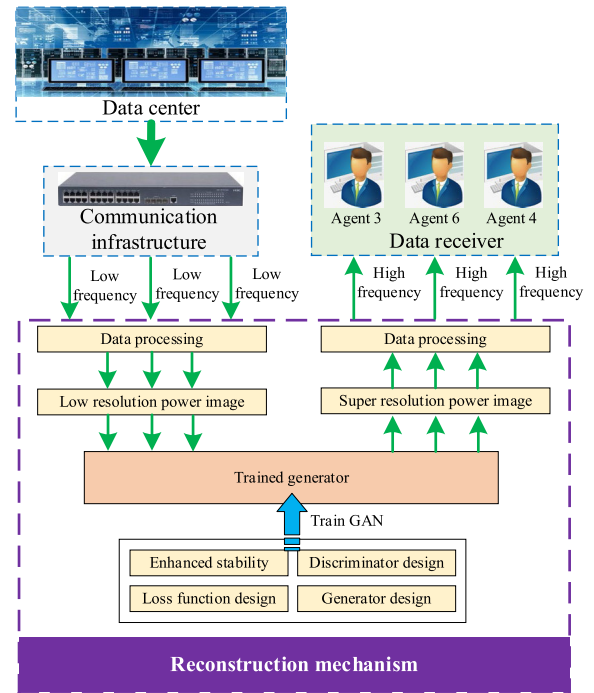 Data center
Communication
infrastructure
Agent 3
Agent 6
Agent 4
Data receiver
Low
frequency
Low
frequency
Low
frequency
High
frequency
High
frequency
High
frequency
Data processing
Data processing
Low resolution power image
Super resolution power image
Trained generator
Train GAN
Enhanced stability
Discriminator design
Loss function design
Generator design
Reconstruction mechanism